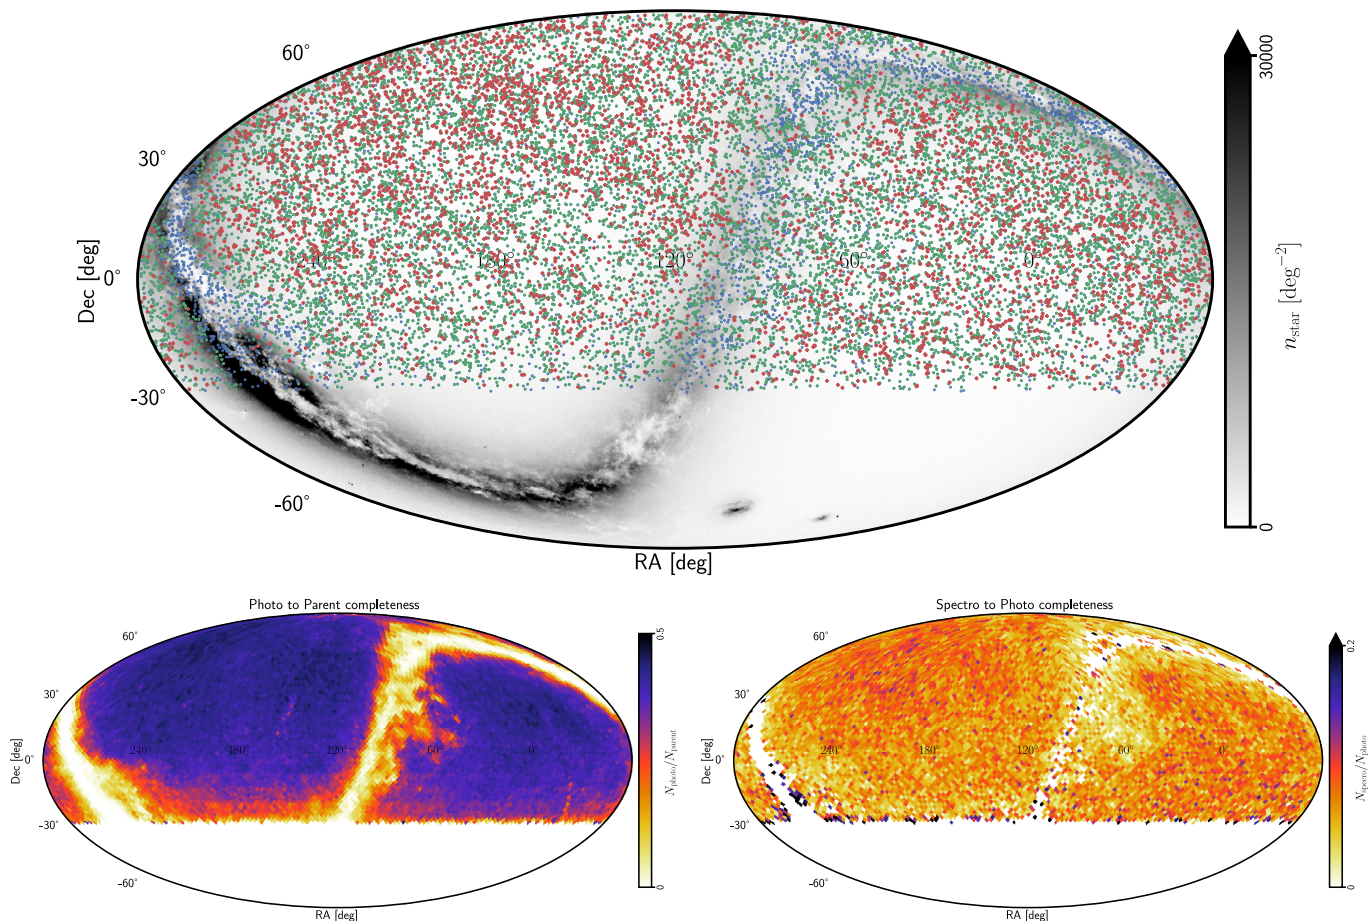 60°
30°
0°
-30°
-60°
Dec [deg]
240° 180° 120° 60° 0°
RA [deg]
30000
0
n_star [deg⁻²]
Photo to Parent completeness
60°
30°
0°
-30°
-60°
Dec [deg]
240° 180° 120° 60° 0°
RA [deg]
0.5
0
N_photo/N_parent
Spectro to Photo completeness
60°
30°
0°
-30°
-60°
Dec [deg]
240° 180° 120° 60° 0°
RA [deg]
0.2
0
N_spectro/N_photo